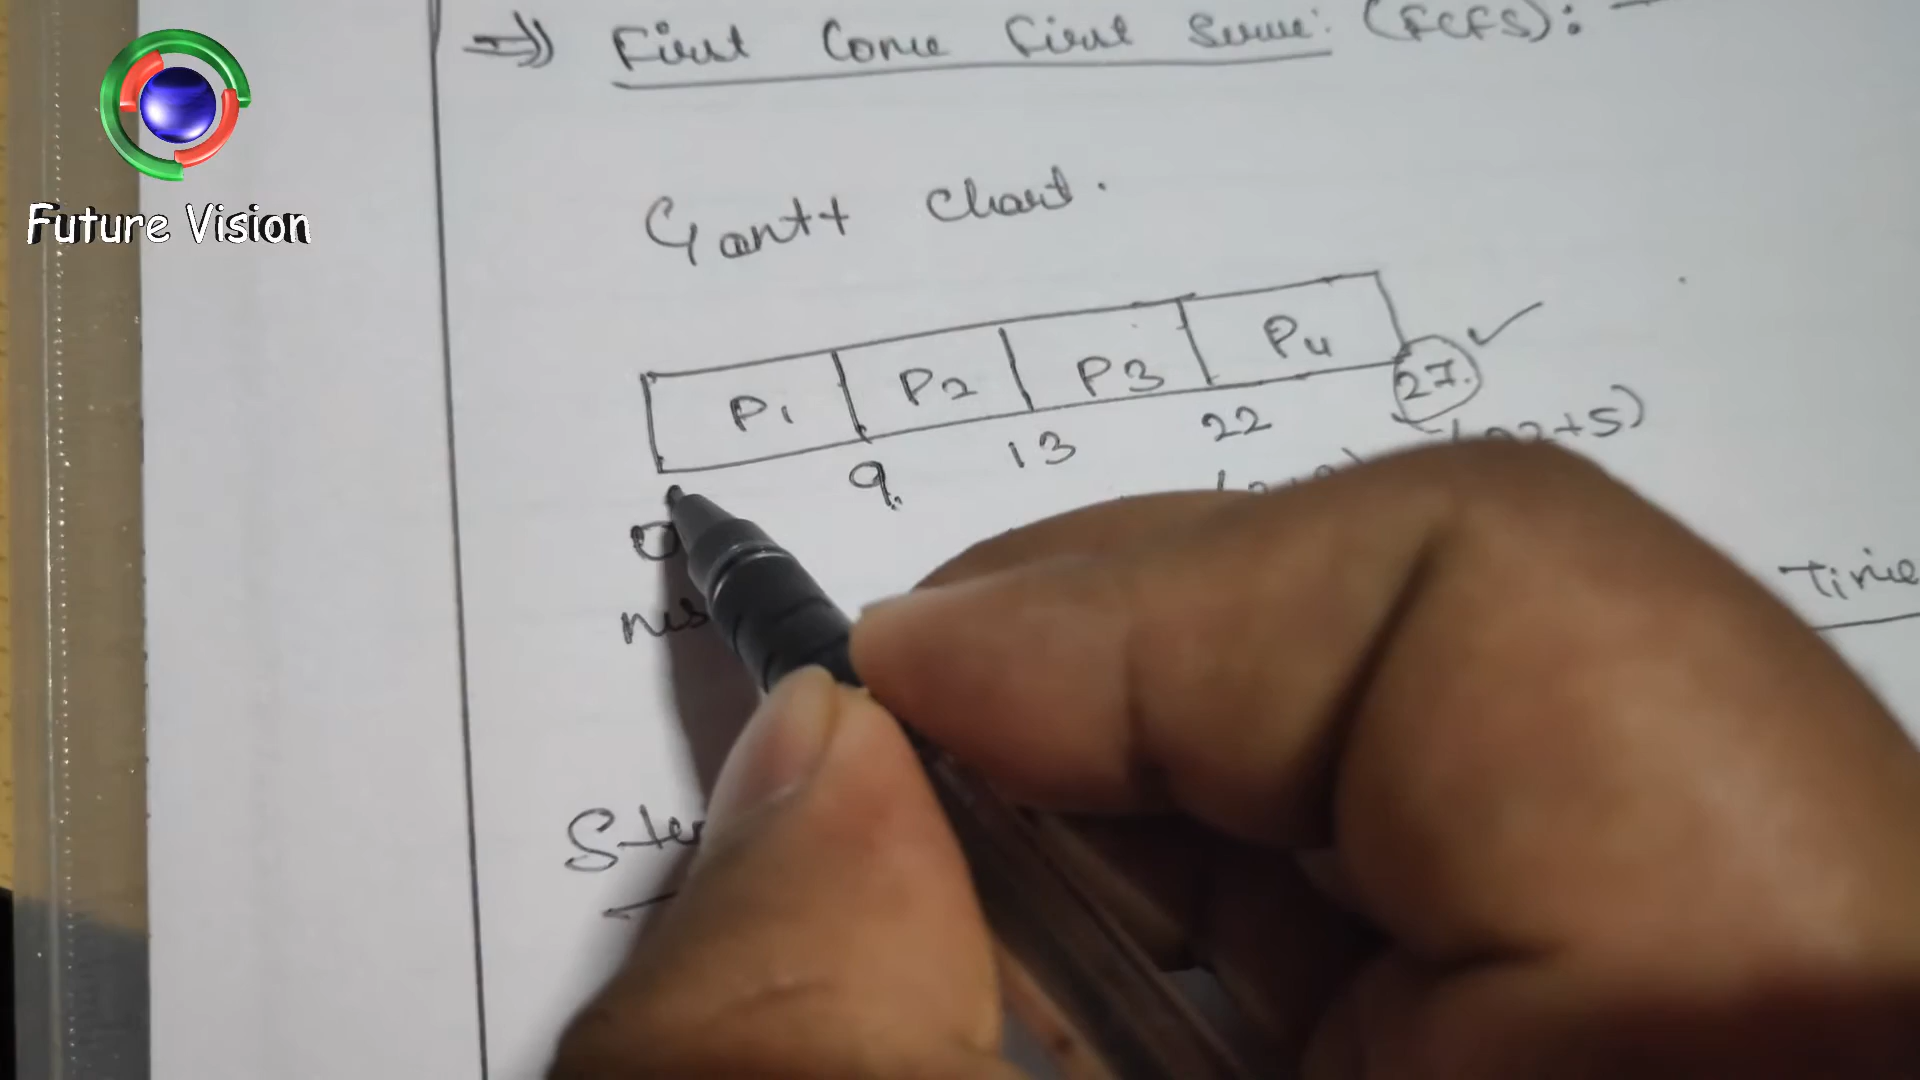 First Come First Serve: (FCFS):
Future Vision
Gantt Chart.
P1 P2 P3 P4
0 9 13 22 27
+5)
ms
Time